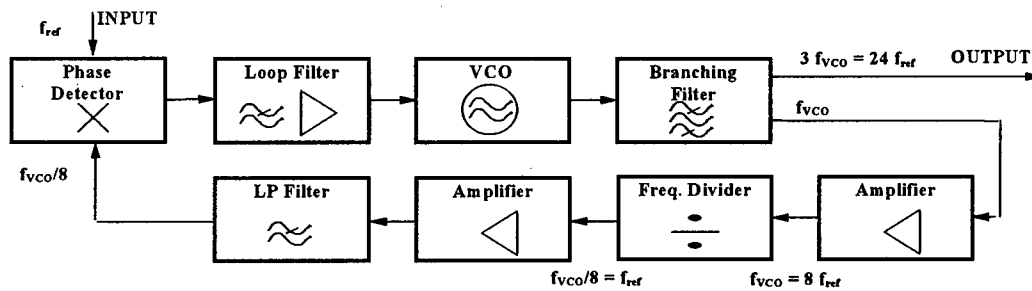 f_ref INPUT
Phase Detector
Loop Filter
VCO
Branching Filter
3 f_VCO = 24 f_ref OUTPUT
f_VCO
f_VCO/8
LP Filter
Amplifier
Freq. Divider
Amplifier
f_VCO/8 = f_ref
f_VCO = 8 f_ref